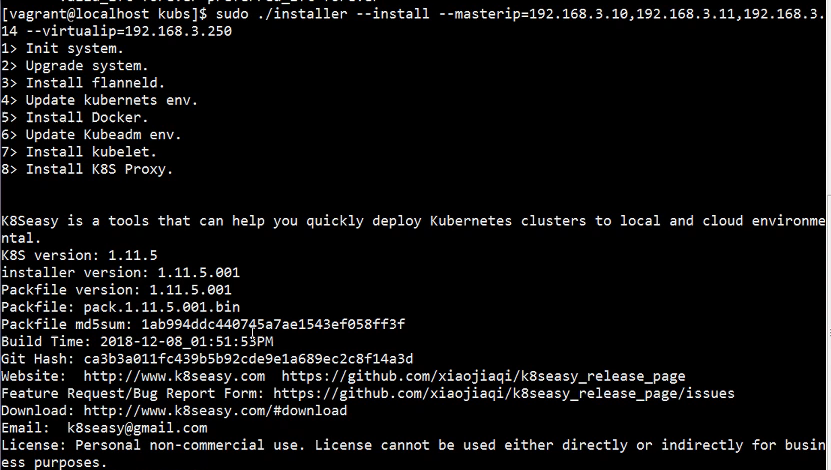 [vagrant@localhost kubs]$ sudo ./installer --install --masterip=192.168.3.10,192.168.3.11,192.168.3.
14 --virtualip=192.168.3.250
1> Init system.
2> Upgrade system.
3> Install flanneld.
4> Update kubernets env.
5> Install Docker.
6> Update Kubeadm env.
7> Install kubelet.
8> Install K8S Proxy.
K8Seasy is a tools that can help you quickly deploy Kubernetes clusters to local and cloud environme
ntal.
K8S version: 1.11.5
installer version: 1.11.5.001
Packfile version: 1.11.5.001
Packfile: pack.1.11.5.001.bin
Packfile md5sum: 1ab994ddc440745a7ae1543ef058ff3f
Build Time: 2018-12-08_01:51:53PM
Git Hash: ca3b3a011fc439b5b92cde9e1a689ec2c8f14a3d
Website:  http://www.k8seasy.com  https://github.com/xiaojiaqi/k8seasy_release_page
Feature Request/Bug Report Form: https://github.com/xiaojiaqi/k8seasy_release_page/issues
Download: http://www.k8seasy.com/#download
Email:  k8seasy@gmail.com
License: Personal non-commercial use. License cannot be used either directly or indirectly for busin
ess purposes.